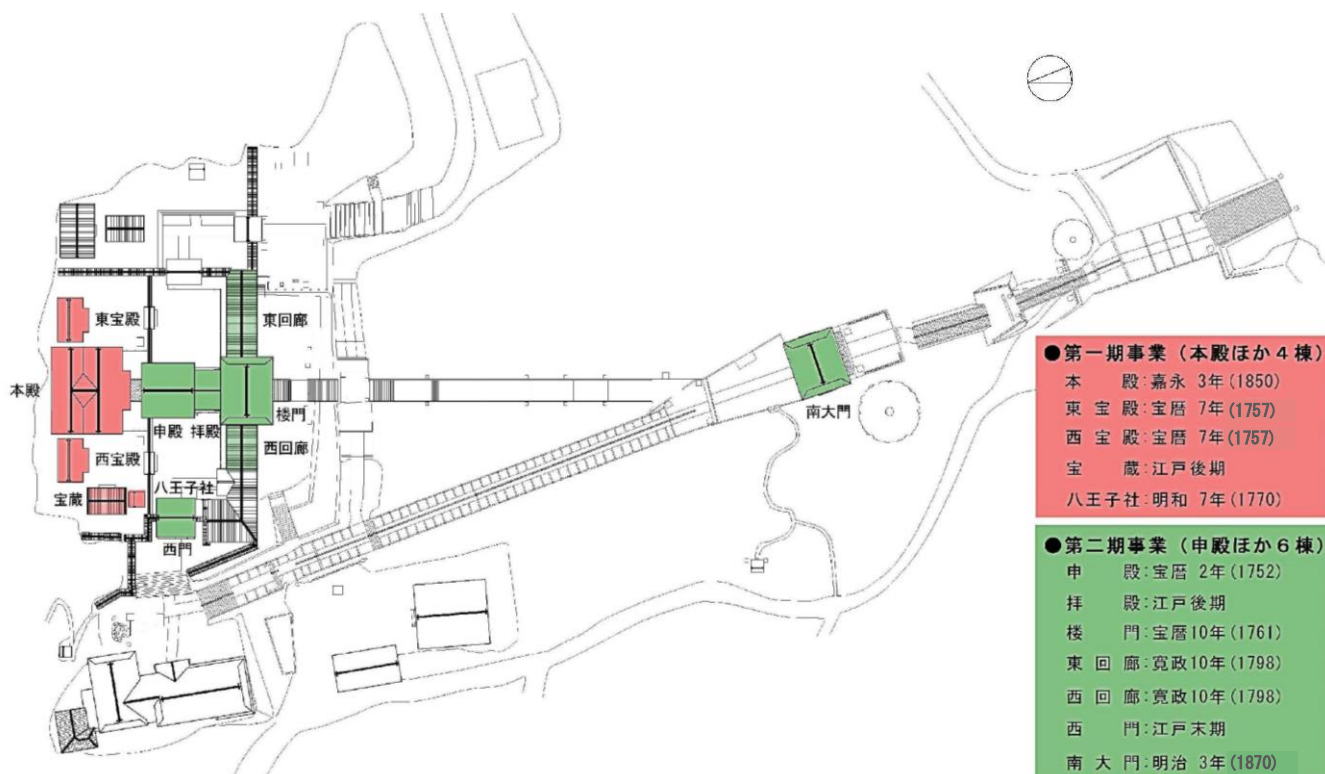 東宝殿
東回廊
本殿
申殿
拝殿
楼門
南大門
西宝殿
西回廊
宝蔵
八王子社
西門
●第一期事業（本殿ほか４棟）
本殿：嘉永 3年(1850)
東宝殿：宝暦 7年(1757)
西宝殿：宝暦 7年(1757)
宝蔵：江戸後期
八王子社：明和 7年(1770)
●第二期事業（申殿ほか６棟）
申殿：宝暦 2年(1752)
拝殿：江戸後期
楼門：宝暦10年(1761)
東回廊：寛政10年(1798)
西回廊：寛政10年(1798)
西門：江戸末期
南大門：明治 3年(1870)